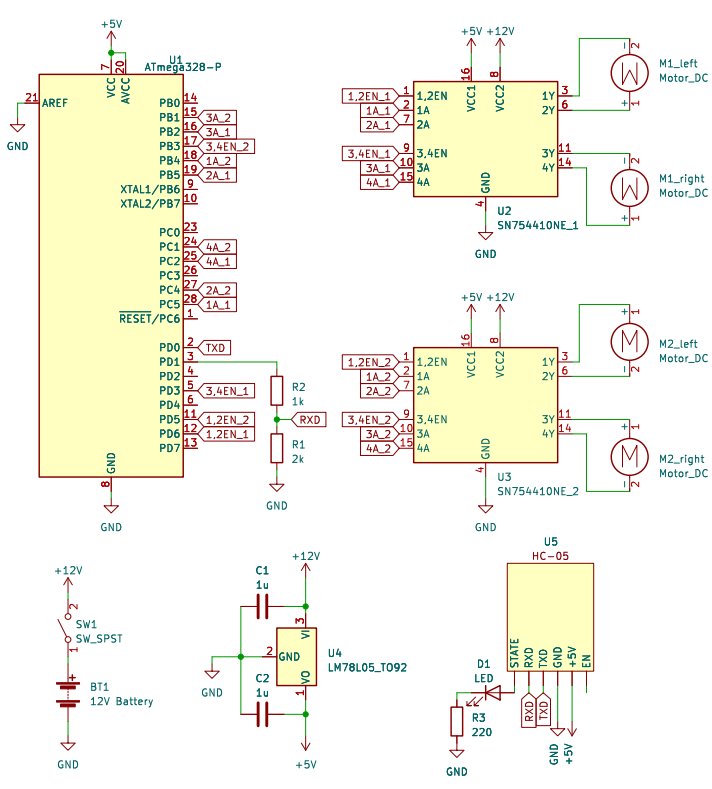 +5V
U1
ATmega328-P
7
20
VCC
AVCC
21
AREF
GND
PB0
14
PB1
15
3A_2
PB2
16
3A_1
PB3
17
3,4EN_2
PB4
18
1A_2
PB5
19
2A_1
XTAL1/PB6
9
XTAL2/PB7
10
PC0
23
PC1
24
4A_2
PC2
25
4A_1
PC3
26
PC4
27
2A_2
PC5
28
1A_1
RESET/PC6
1
PD0
2
TXD
PD1
3
PD2
4
PD3
5
3,4EN_1
PD4
6
PD5
11
1,2EN_2
PD6
12
1,2EN_1
PD7
13
GND
8
GND
R2
1k
RXD
R1
2k
GND
+5V
+12V
16
8
VCC1
VCC2
1,2EN_1
1
1,2EN
1A_1
2
1A
2A_1
7
2A
3,4EN_1
9
3,4EN
3A_1
10
3A
4A_1
15
4A
1Y
3
2Y
6
3Y
11
4Y
14
GND
4
GND
U2
SN754410NE_1
-
2
M
+
1
M1_left
Motor_DC
-
2
M
+
1
M1_right
Motor_DC
+5V
+12V
16
8
VCC1
VCC2
1,2EN_2
1
1,2EN
1A_2
2
1A
2A_2
7
2A
3,4EN_2
9
3,4EN
3A_2
10
3A
4A_2
15
4A
1Y
3
2Y
6
3Y
11
4Y
14
GND
4
GND
U3
SN754410NE_2
+
1
M
-
2
M2_left
Motor_DC
+
1
M
-
2
M2_right
Motor_DC
+12V
2
SW1
SW_SPST
1
+
BT1
12V Battery
GND
+12V
C1
1u
3
VI
2
GND
U4
LM78L05_TO92
GND
C2
1u
VO
1
+5V
U5
HC-05
STATE
RXD
TXD
GND
+5V
EN
D1
LED
R3
220
GND
RXD
TXD
GND
+5V